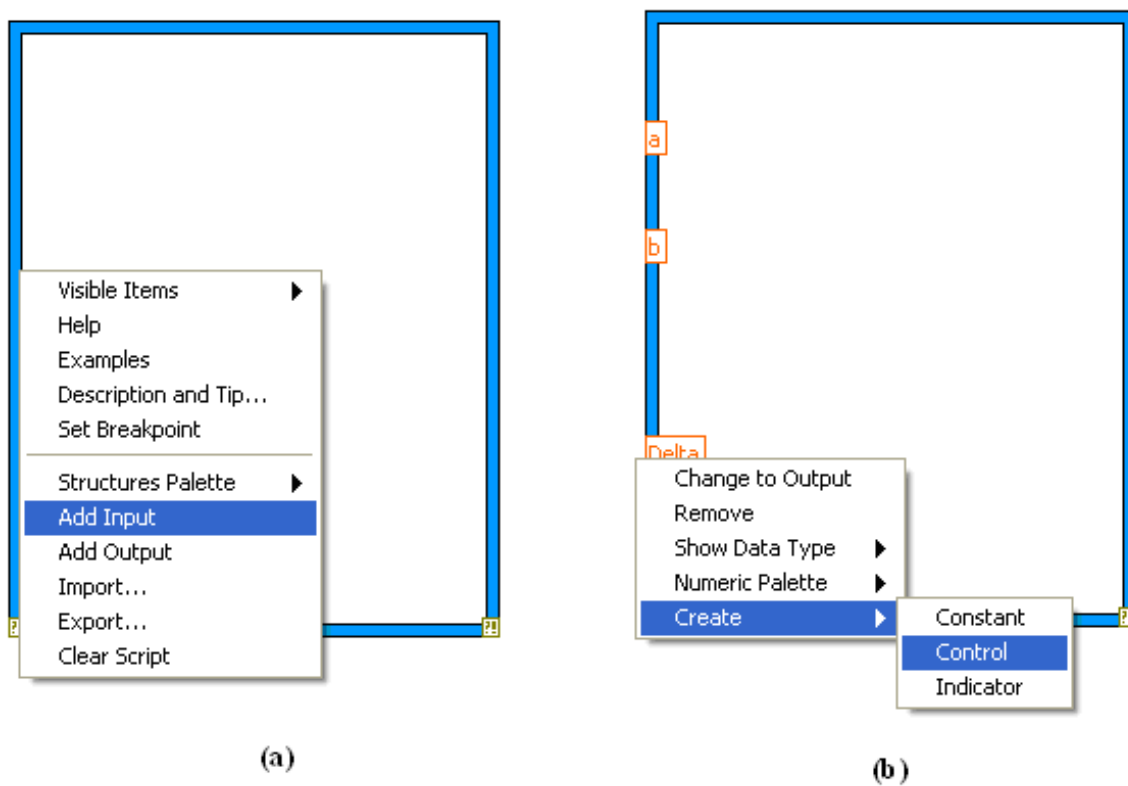 Visible Items
Help
Examples
Description and Tip...
Set Breakpoint
Structures Palette
Add Input
Add Output
Import...
Export...
Clear Script
?
?!
(a)
a
b
Delta
Change to Output
Remove
Show Data Type
Numeric Palette
Create
Constant
Control
Indicator
?
(b)